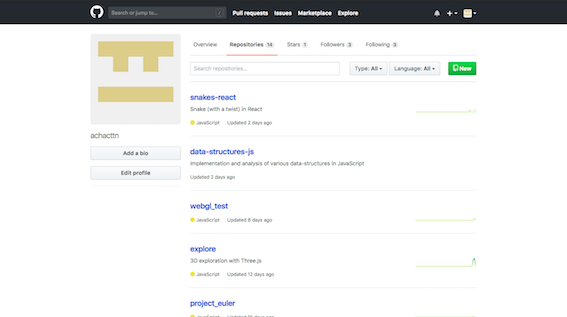 Search or jump to... /
Pull requests Issues Marketplace Explore
Overview Repositories 14 Stars 1 Followers 3 Following 3
Search repositories...
Type: All
Language: All
New
achacttn
Add a bio
Edit profile
snakes-react
Snake (with a twist) in React
JavaScript Updated 2 days ago
data-structures-js
Implementation and analysis of various data-structures in JavaScript
Updated 2 days ago
webgl_test
JavaScript Updated 8 days ago
explore
3D exploration with Three.js
JavaScript Updated 12 days ago
project_euler